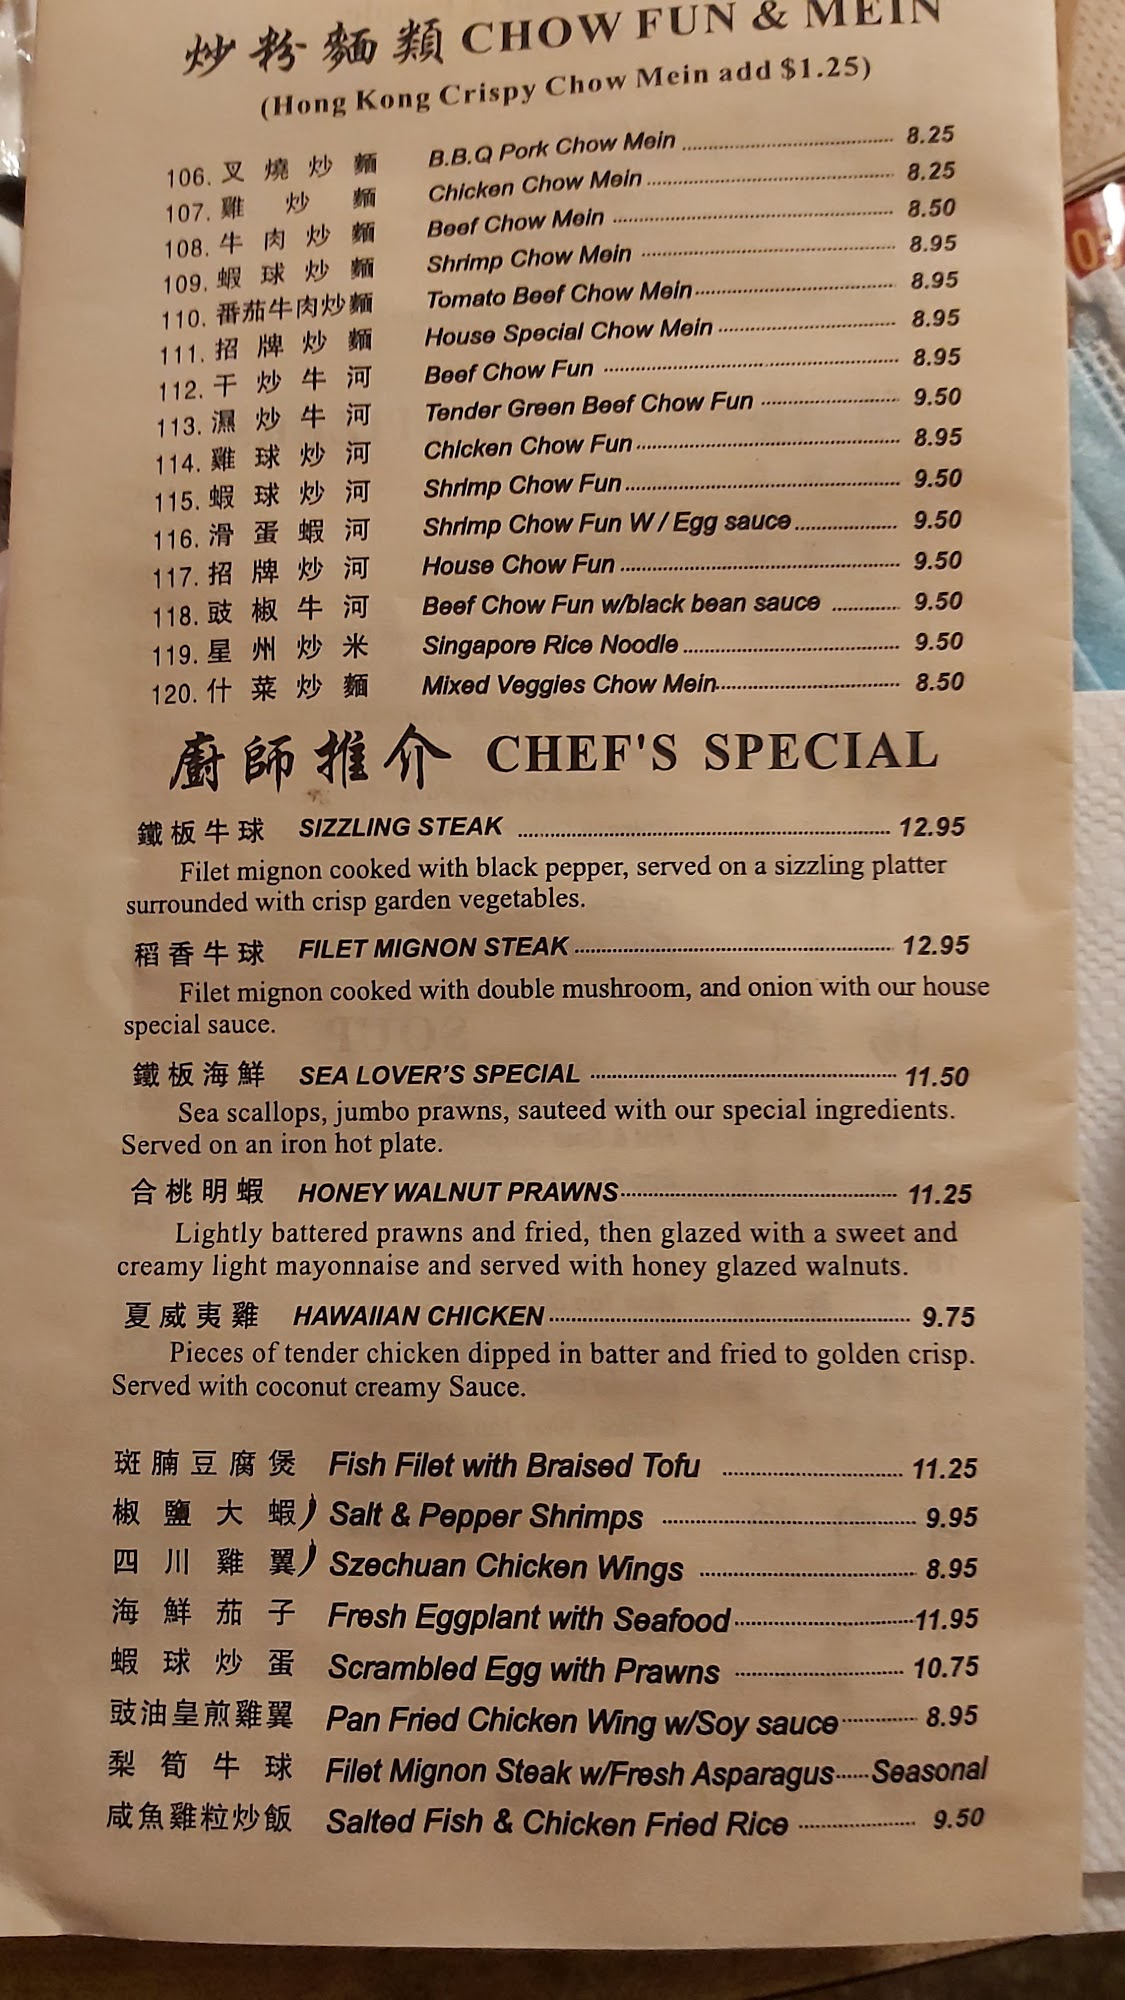 炒粉麵類 CHOW FUN & MEIN
(Hong Kong Crispy Chow Mein add $1.25)
106. 叉燒炒麵 B.B.Q Pork Chow Mein 8.25
107. 雞炒麵 Chicken Chow Mein 8.25
108. 牛肉炒麵 Beef Chow Mein 8.50
109. 蝦球炒麵 Shrimp Chow Mein 8.95
110. 番茄牛肉炒麵 Tomato Beef Chow Mein 8.95
111. 招牌炒麵 House Special Chow Mein 8.95
112. 干炒牛河 Beef Chow Fun 8.95
113. 濕炒牛河 Tender Green Beef Chow Fun 9.50
114. 雞球炒河 Chicken Chow Fun 8.95
115. 蝦球炒河 Shrimp Chow Fun 9.50
116. 滑蛋蝦河 Shrimp Chow Fun W / Egg sauce 9.50
117. 招牌炒河 House Chow Fun 9.50
118. 豉椒牛河 Beef Chow Fun w/black bean sauce 9.50
119. 星州炒米 Singapore Rice Noodle 9.50
120. 什菜炒麵 Mixed Veggies Chow Mein 8.50
廚師推介 CHEF'S SPECIAL
鐵板牛球 SIZZLING STEAK 12.95
Filet mignon cooked with black pepper, served on a sizzling platter
surrounded with crisp garden vegetables.
稻香牛球 FILET MIGNON STEAK 12.95
Filet mignon cooked with double mushroom, and onion with our house
special sauce.
鐵板海鮮 SEA LOVER'S SPECIAL 11.50
Sea scallops, jumbo prawns, sauteed with our special ingredients.
Served on an iron hot plate.
合桃明蝦 HONEY WALNUT PRAWNS 11.25
Lightly battered prawns and fried, then glazed with a sweet and
creamy light mayonnaise and served with honey glazed walnuts.
夏威夷雞 HAWAIIAN CHICKEN 9.75
Pieces of tender chicken dipped in batter and fried to golden crisp.
Served with coconut creamy Sauce.
斑腩豆腐煲 Fish Filet with Braised Tofu 11.25
椒鹽大蝦 Salt & Pepper Shrimps 9.95
四川雞翼 Szechuan Chicken Wings 8.95
海鮮茄子 Fresh Eggplant with Seafood 11.95
蝦球炒蛋 Scrambled Egg with Prawns 10.75
豉油皇煎雞翼 Pan Fried Chicken Wing w/Soy sauce 8.95
梨筍牛球 Filet Mignon Steak w/Fresh Asparagus Seasonal
咸魚雞粒炒飯 Salted Fish & Chicken Fried Rice 9.50